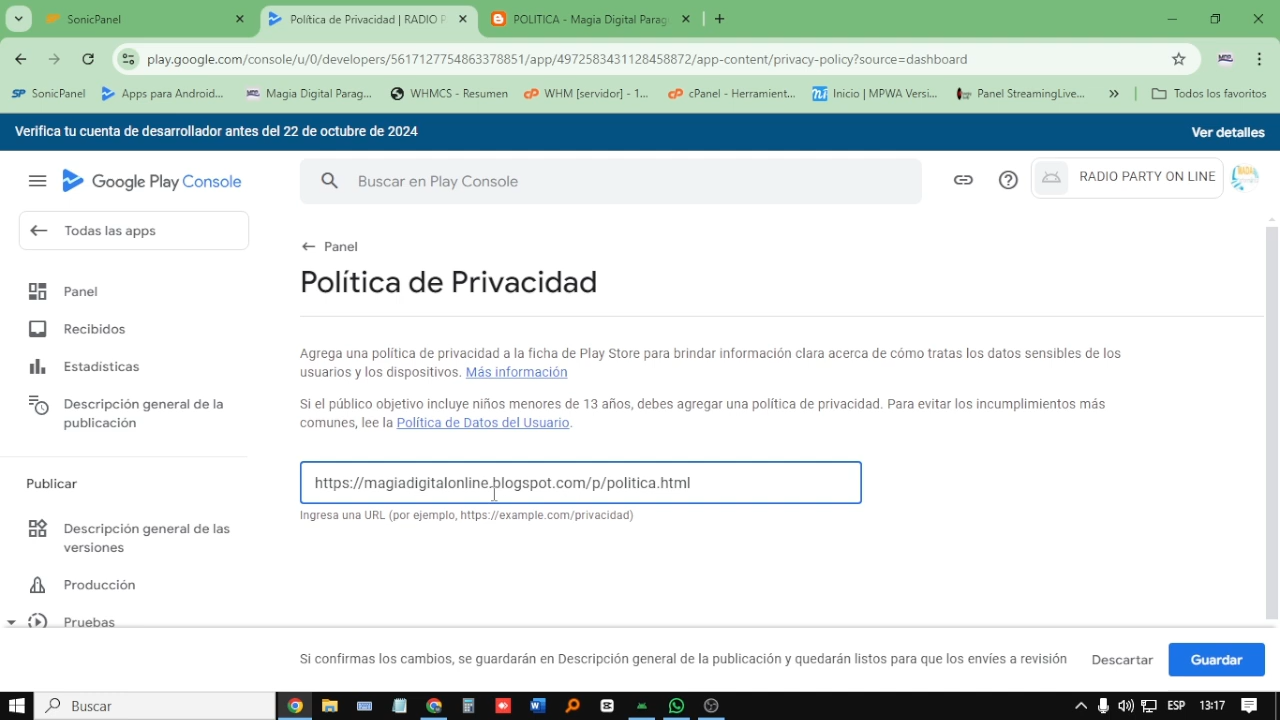 SonicPanel
Política de Privacidad | RADIO P
POLITICA - Magia Digital Parag
play.google.com/console/u/0/developers/5617127754863378851/app/4972583431128458872/app-content/privacy-policy?source=dashboard
SonicPanel
Apps para Android...
Magia Digital Parag...
WHMCS - Resumen
WHM [servidor] - 1...
cPanel - Herramient...
Inicio | MPWA Versi...
Panel StreamingLive...
Todos los favoritos
Verifica tu cuenta de desarrollador antes del 22 de octubre de 2024
Ver detalles
Google Play Console
Buscar en Play Console
RADIO PARTY ON LINE
Todas las apps
Panel
Recibidos
Estadísticas
Descripción general de la
publicación
Publicar
Descripción general de las
versiones
Producción
Pruebas
Panel
Política de Privacidad
Agrega una política de privacidad a la ficha de Play Store para brindar información clara acerca de cómo tratas los datos sensibles de los
usuarios y los dispositivos. Más información
Si el público objetivo incluye niños menores de 13 años, debes agregar una política de privacidad. Para evitar los incumplimientos más
comunes, lee la Política de Datos del Usuario.
https://magiadigitalonline.blogspot.com/p/politica.html
Ingresa una URL (por ejemplo, https://example.com/privacidad)
Si confirmas los cambios, se guardarán en Descripción general de la publicación y quedarán listos para que los envíes a revisión
Descartar
Guardar
Buscar
ESP
13:17